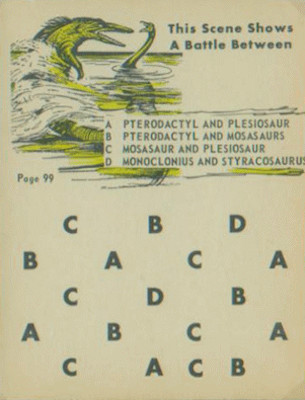 This Scene Shows
A Battle Between
A PTERODACTYL AND PLESIOSAUR
B PTERODACTYL AND MOSASAURS
C MOSASAUR AND PLESIOSAUR
D MONOCLONIUS AND STYRACOSAURUS
Page 99
C B D
B A C A
C D B
A B C A
C A C B